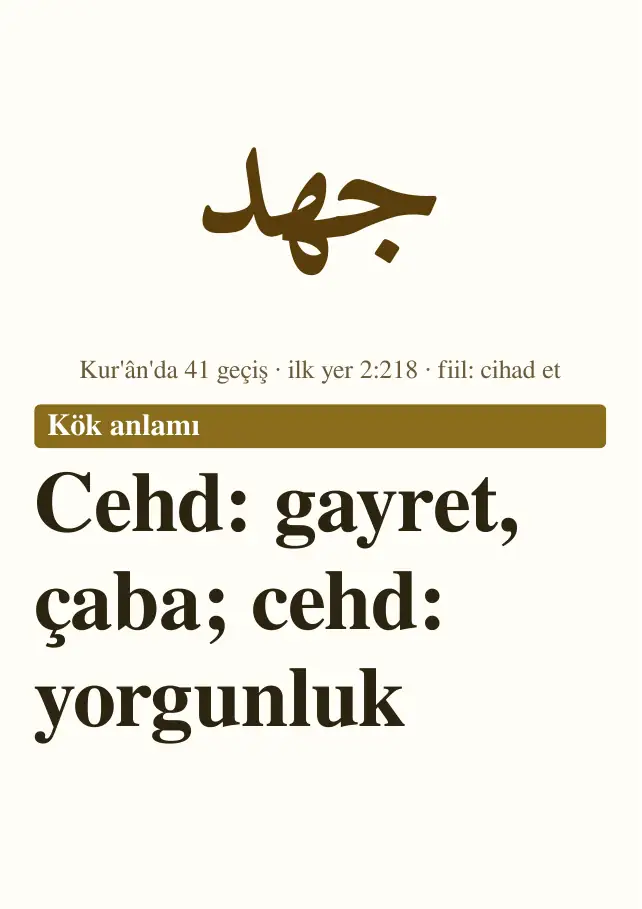 جهد
Kur'ân'da 41 geçiş · ilk yer 2:218 · fiil: cihad et
Kök anlamı
Cehd: gayret,
çaba; cehd:
yorgunluk